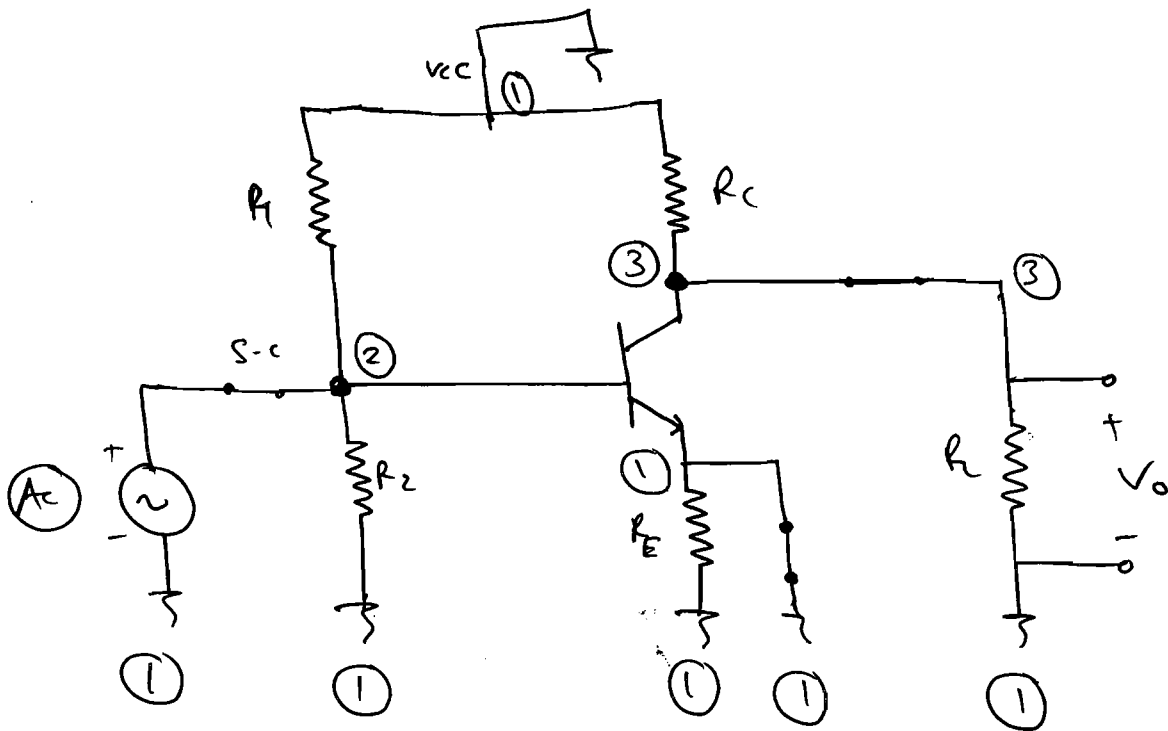 vcc
①
R1
RC
③
③
S-C
②
+
Ac
-
R2
①
RE
RL
+
Vo
-
①
①
①
①
①